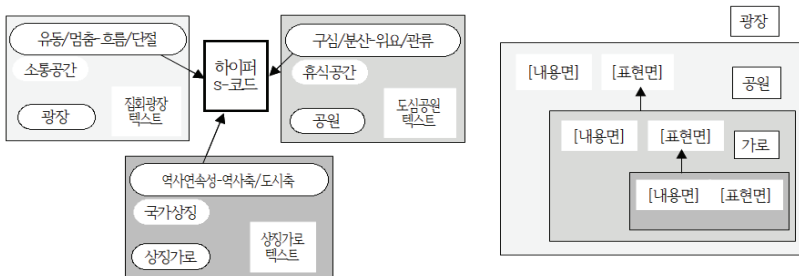 유동/멈춤-흐름/단절
소통공간
광장
집회광장
텍스트
하이퍼
s-코드
구심/분산-위요/관류
휴식공간
공원
도심공원
텍스트
역사연속성-역사축/도시축
국가상징
상징가로
상징가로
텍스트
광장
[내용면] [표현면]
공원
[내용면] [표현면]
가로
[내용면] [표현면]